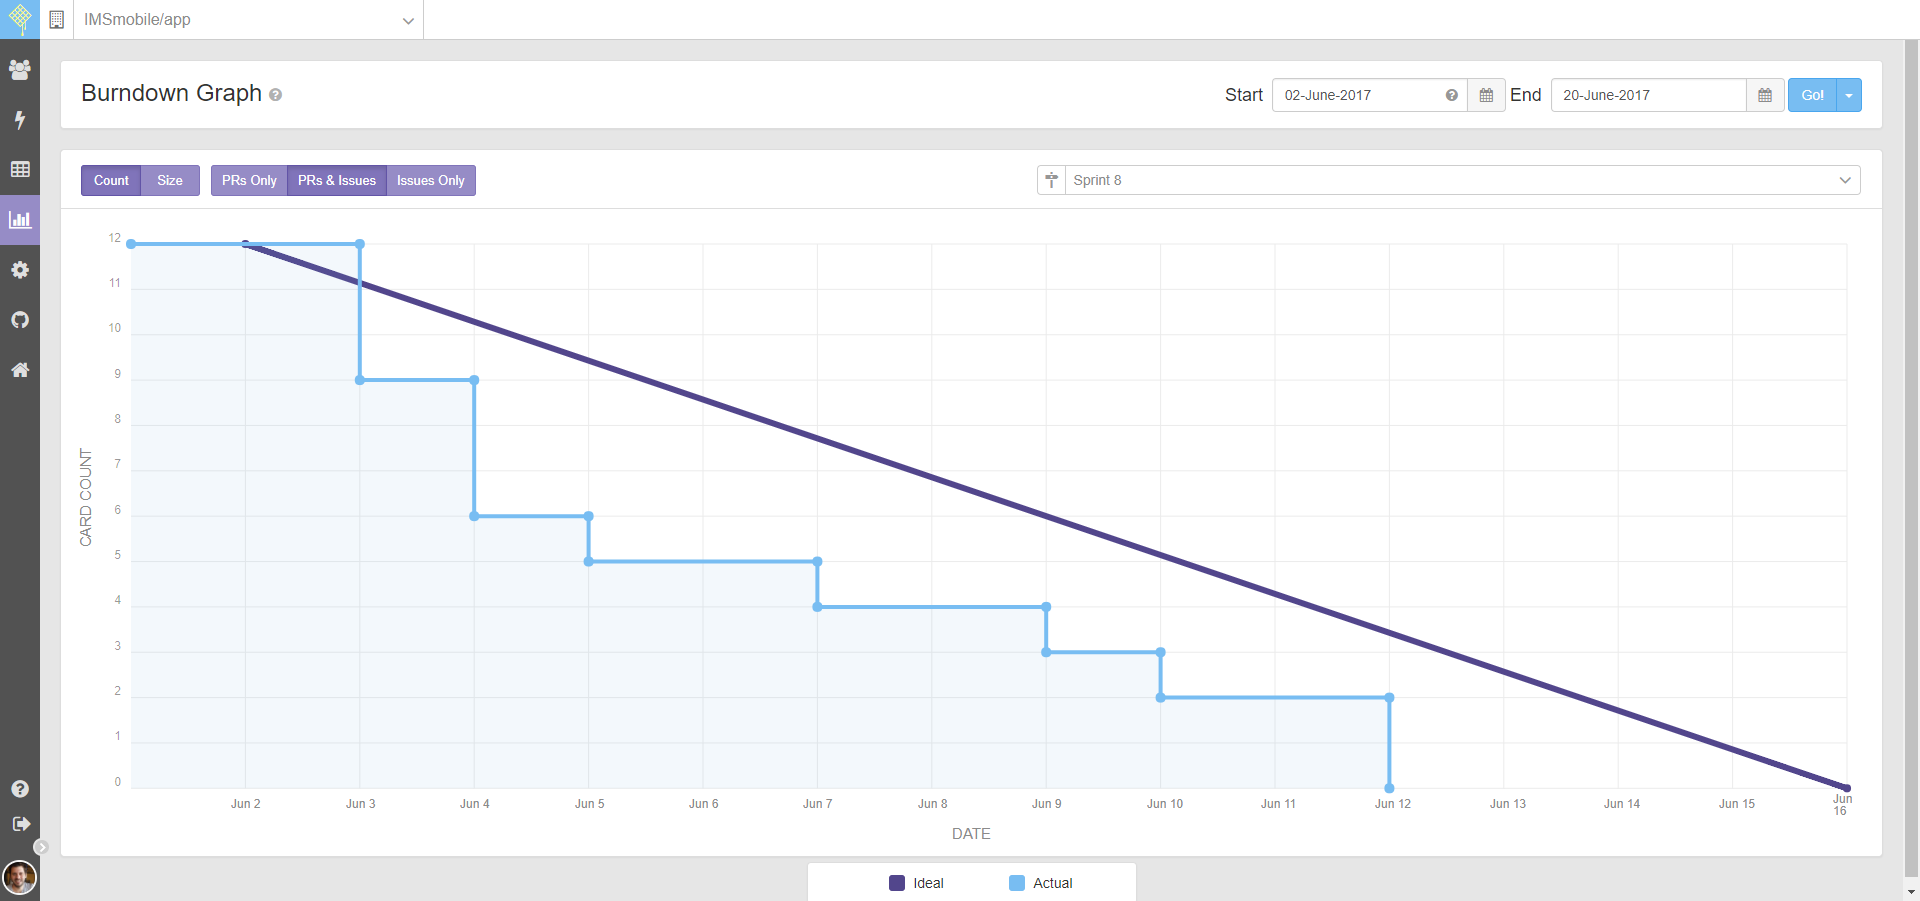 IMSmobile/app
Burndown Graph
Start 02-June-2017 End 20-June-2017 Go!
Count Size PRs Only PRs & Issues Issues Only Sprint 8
12
11
10
9
8
7
6
5
4
3
2
1
0
CARD COUNT
Jun 2 Jun 3 Jun 4 Jun 5 Jun 6 Jun 7 Jun 8 Jun 9 Jun 10 Jun 11 Jun 12 Jun 13 Jun 14 Jun 15 Jun 16
DATE
Ideal Actual